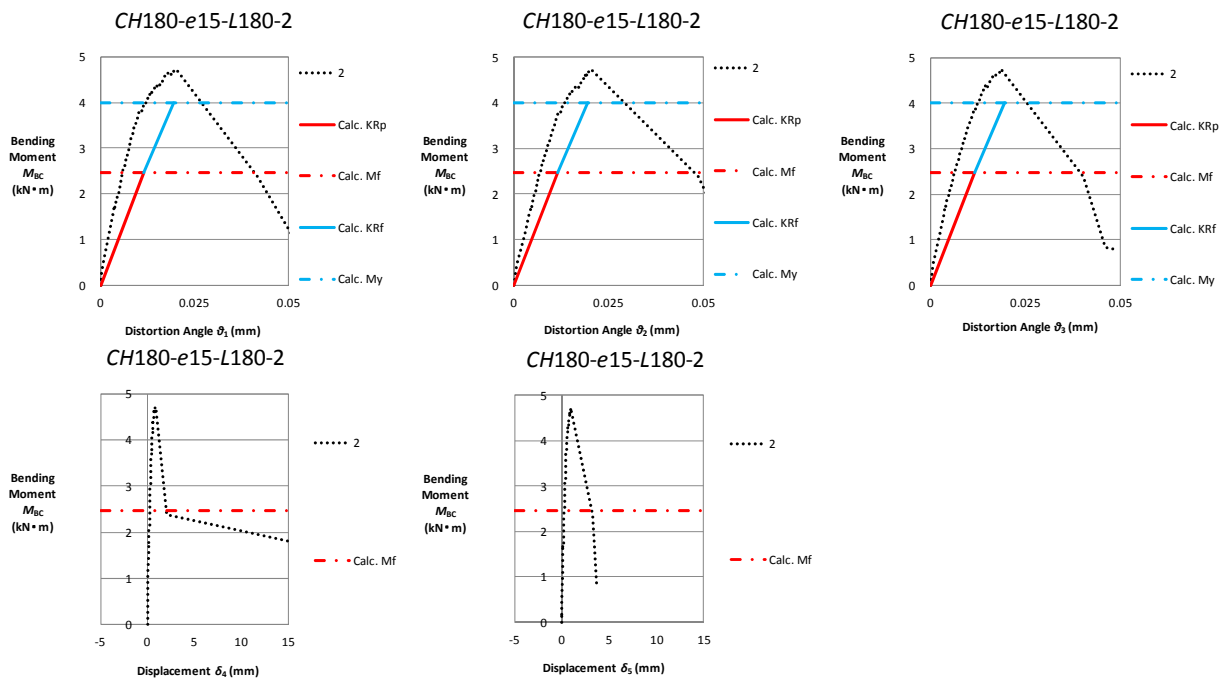 CH180-e15-L180-2
5
4
3
2
1
0
0
0.025
0.05
Bending
Moment
M_BC
(kN•m)
Distortion Angle ϑ₁ (mm)
2
Calc. KRp
Calc. Mf
Calc. KRf
Calc. My
CH180-e15-L180-2
5
4
3
2
1
0
0
0.025
0.05
Bending
Moment
M_BC
(kN•m)
Distortion Angle ϑ₂ (mm)
2
Calc. KRp
Calc. Mf
Calc. KRf
Calc. My
CH180-e15-L180-2
5
4
3
2
1
0
0
0.025
0.05
Bending
Moment
M_BC
(kN•m)
Distortion Angle ϑ₃ (mm)
2
Calc. KRp
Calc. Mf
Calc. KRf
Calc. My
CH180-e15-L180-2
5
4
3
2
1
0
-5
0
5
10
15
Bending
Moment
M_BC
(kN•m)
Displacement δ₄ (mm)
2
Calc. Mf
CH180-e15-L180-2
5
4
3
2
1
0
-5
0
5
10
15
Bending
Moment
M_BC
(kN•m)
Displacement δ₅ (mm)
2
Calc. Mf